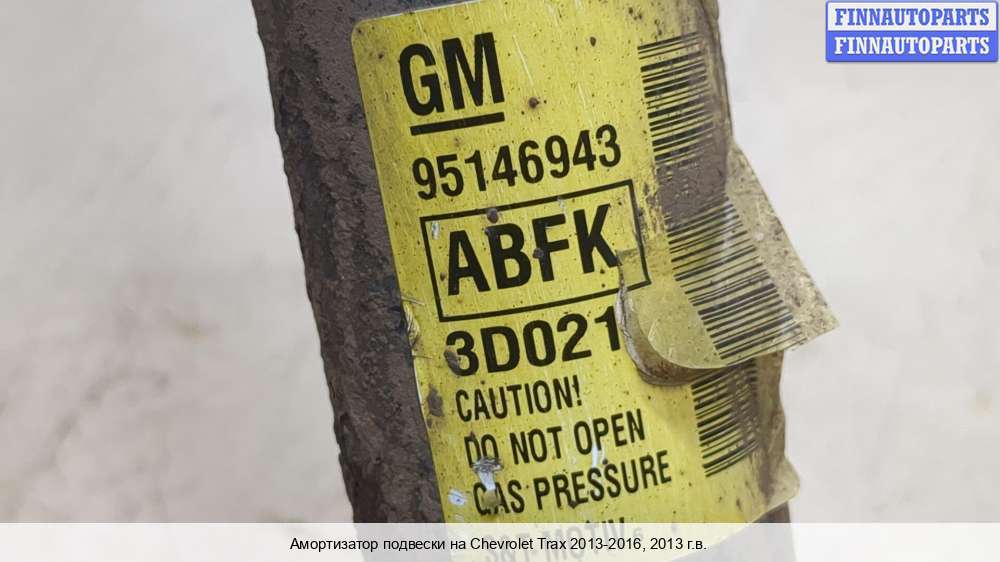 FINNAUTOPARTS
FINNAUTOPARTS
GM
95146943
ABFK
3D021
CAUTION!
DO NOT OPEN
GAS PRESSURE
Амортизатор подвески на Chevrolet Trax 2013-2016, 2013 г.в.